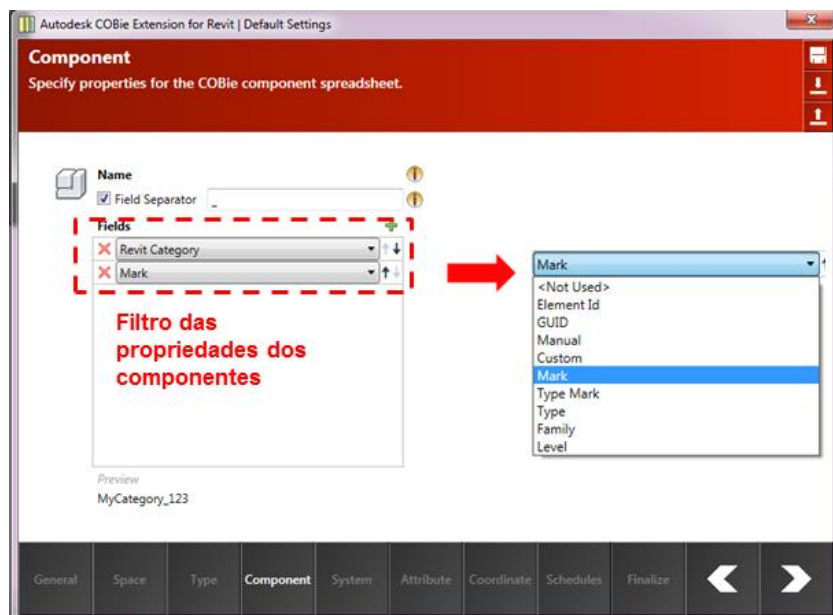 Autodesk COBie Extension for Revit | Default Settings
Component
Specify properties for the COBie component spreadsheet.
Name
Field Separator _
Fields
Revit Category
Mark
Filtro das
propriedades dos
componentes
Preview
MyCategory_123
Mark
<Not Used>
Element Id
GUID
Manual
Custom
Mark
Type Mark
Type
Family
Level
General Space Type Component System Attribute Coordinate Schedules Finalize